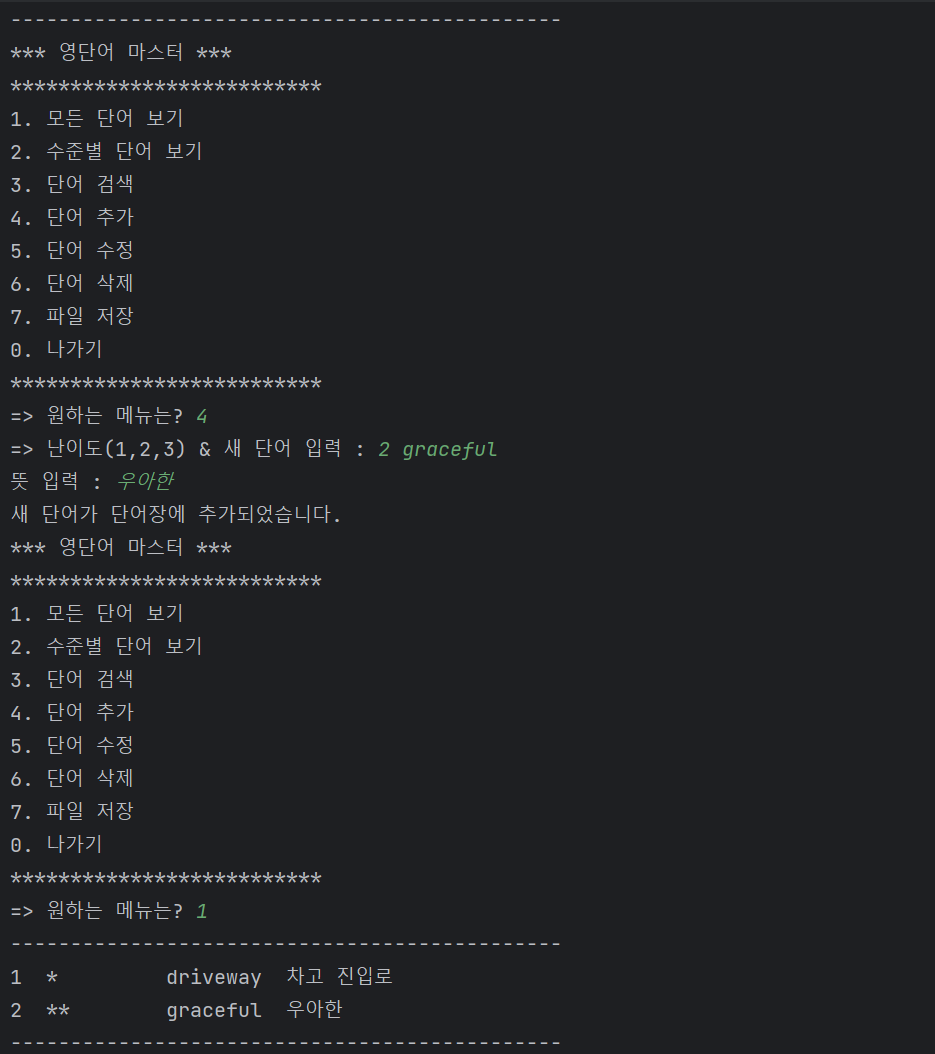 ----------------------------------------------
*** 영단어 마스터 ***
**************************
1. 모든 단어 보기
2. 수준별 단어 보기
3. 단어 검색
4. 단어 추가
5. 단어 수정
6. 단어 삭제
7. 파일 저장
0. 나가기
**************************
=> 원하는 메뉴는? 4
=> 난이도(1,2,3) & 새 단어 입력 : 2 graceful
뜻 입력 : 우아한
새 단어가 단어장에 추가되었습니다.
*** 영단어 마스터 ***
**************************
1. 모든 단어 보기
2. 수준별 단어 보기
3. 단어 검색
4. 단어 추가
5. 단어 수정
6. 단어 삭제
7. 파일 저장
0. 나가기
**************************
=> 원하는 메뉴는? 1
----------------------------------------------
1  *         driveway  차고 진입로
2  **        graceful  우아한
----------------------------------------------